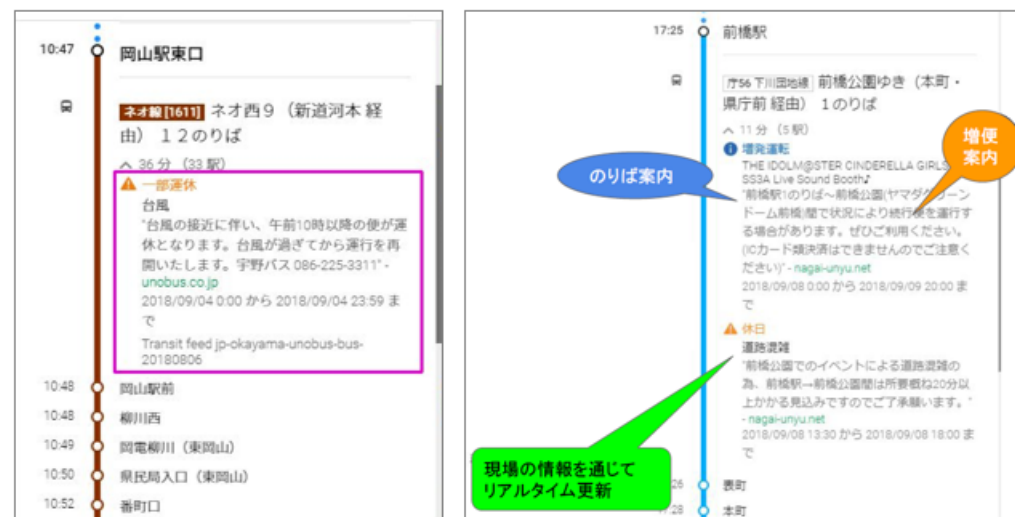 10:47 岡山駅東口
ネオ線[1611] ネオ西9 （新道河本 経
由） 12のりば
36 分 （33 駅）
一部運休
台風
"台風の接近に伴い、午前10時以降の便が運
休となります。台風が過ぎてから運行を再
開いたします。宇野バス 086-225-3311" -
unobus.co.jp
2018/09/04 0:00 から 2018/09/04 23:59 ま
で
Transit feed jp-okayama-unobus-bus-
20180806
10:48 岡山駅前
10:48 柳川西
10:49 岡電柳川（東岡山）
10:50 県民局入口（東岡山）
10:52 番町口
17:25 前橋駅
庁56 下川団地線 前橋公園ゆき（本町・
県庁前 経由） 1のりば
11 分 （5 駅）
増発運転
THE IDOLM@STER CINDERELLA GIRLS
SS3A Live Sound Booth♪
"前橋駅1のりば～前橋公園(ヤマダグリーン
ドーム前橋)間で状況により続行便を運行す
る場合があります。ぜひご利用ください。
(ICカード類決済はできませんのでご注意く
ださい)" - nagai-unyu.net
2018/09/08 0:00 から 2018/09/09 20:00 ま
で
休日
道路混雑
"前橋公園でのイベントによる道路混雑の
為、前橋駅→前橋公園間は所要概ね20分以
上かかる見込みですのでご了承願います。"
- nagai-unyu.net
2018/09/08 13:30 から 2018/09/08 18:00 ま
で
26 表町
17:28 本町
のりば案内
増便
案内
現場の情報を通じて
リアルタイム更新